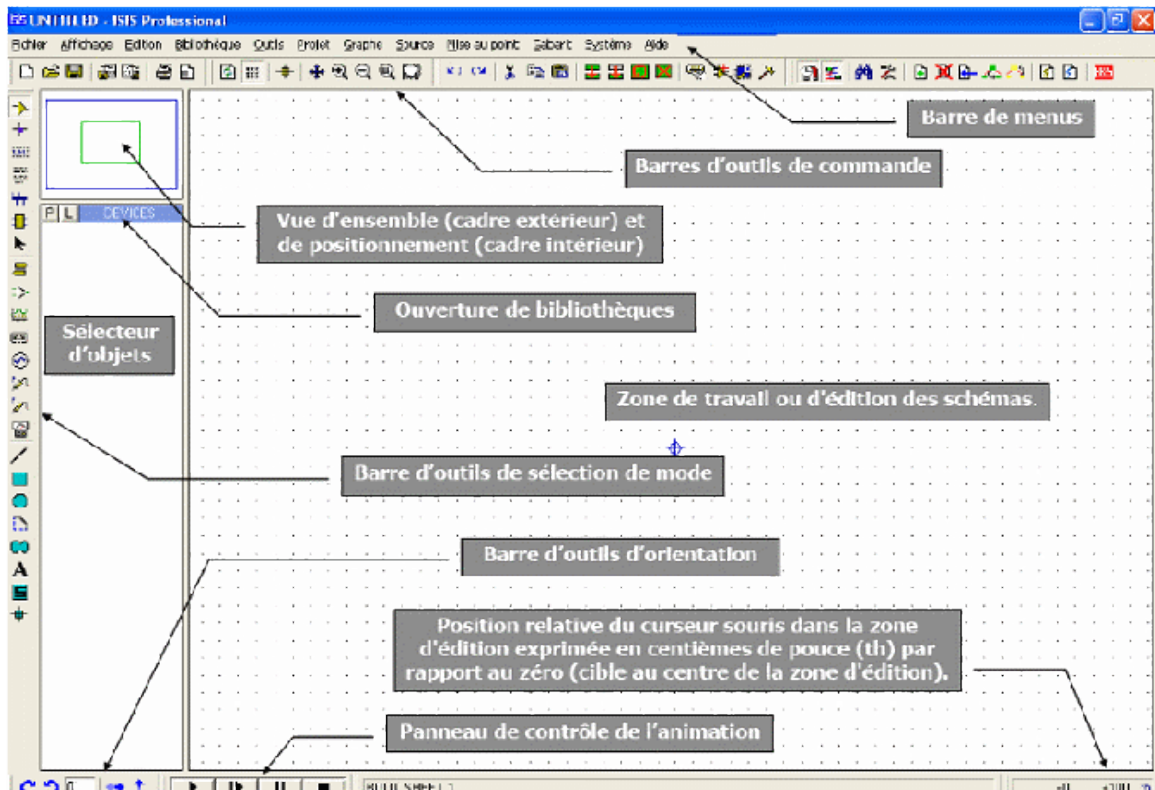 UNTITLED - ISIS Professional
Fichier Affichage Edition Bibliothèque Outils Projet Graphe Source Mise au point Gabarit Système Aide
Barre de menus
Barres d'outils de commande
P L DEVICES
Vue d'ensemble (cadre extérieur) et
de positionnement (cadre intérieur)
Ouverture de bibliothèques
Sélecteur
d'objets
Zone de travail ou d'édition des schémas.
Barre d'outils de sélection de mode
Barre d'outils d'orientation
Position relative du curseur souris dans la zone
d'édition exprimée en centièmes de pouce (th) par
rapport au zéro (cible au centre de la zone d'édition).
Panneau de contrôle de l'animation
A